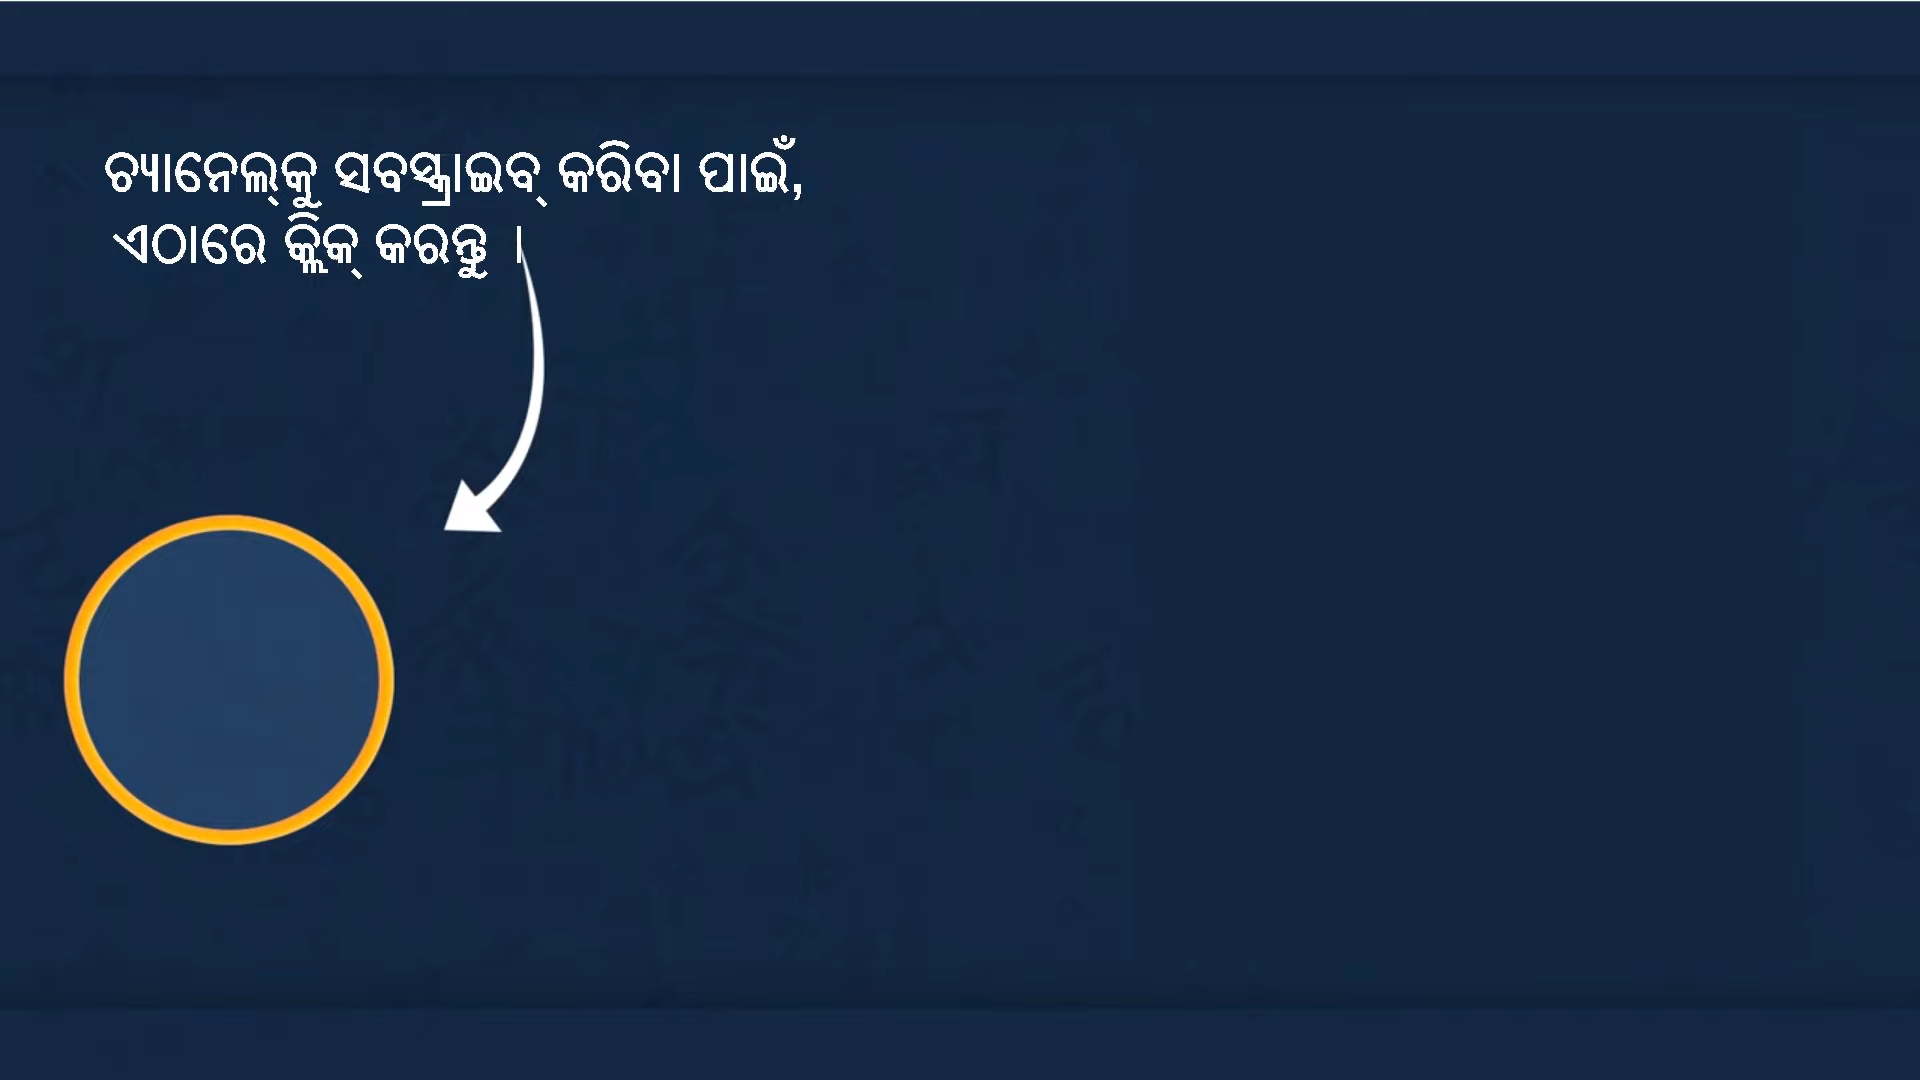 ଚ୍ୟାନେଲ୍‌କୁ ସବସ୍କ୍ରାଇବ୍ କରିବା ପାଇଁ,
ଏଠାରେ କ୍ଲିକ୍ କରନ୍ତୁ ।